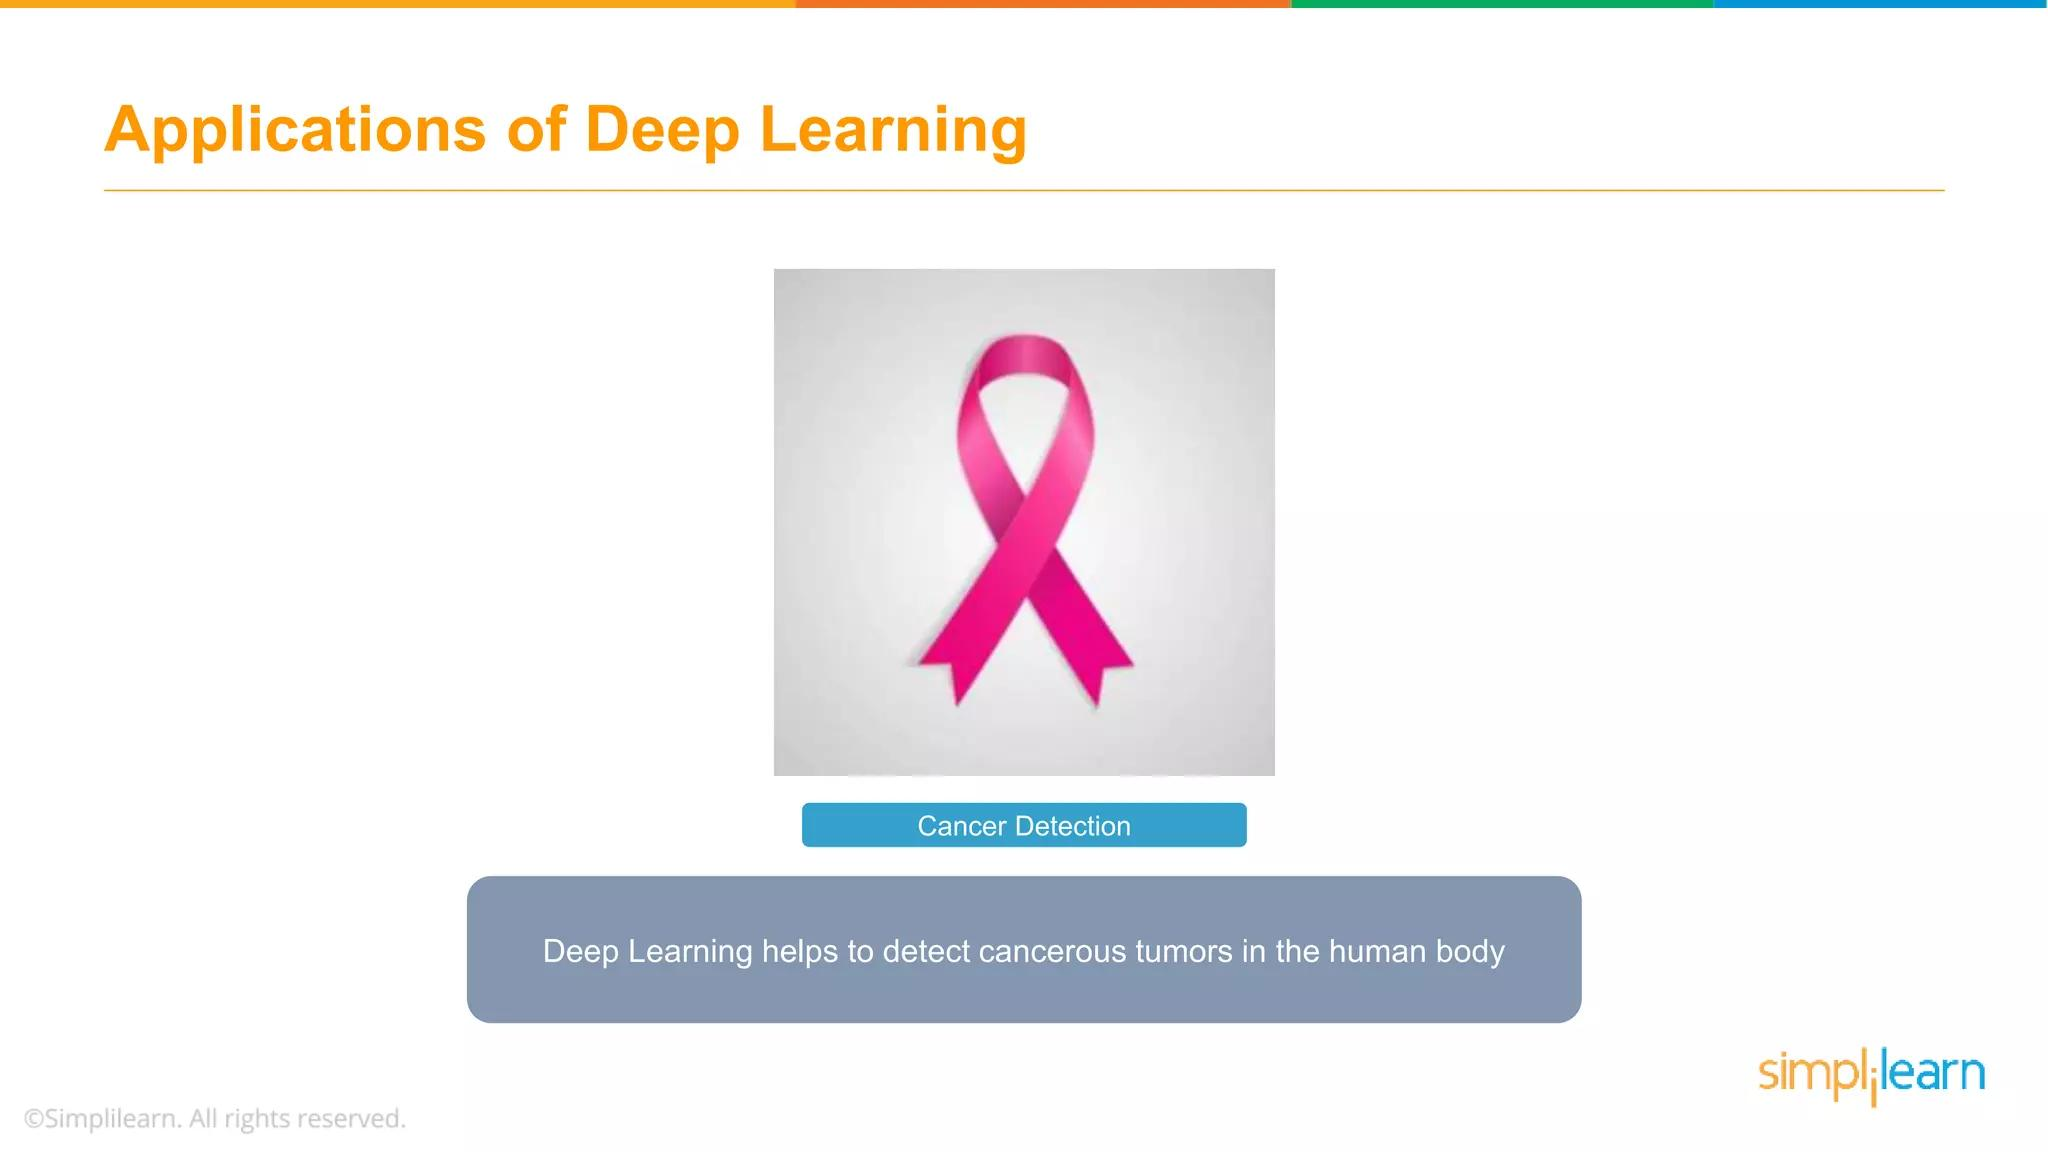 Applications of Deep Learning
Cancer Detection
Deep Learning helps to detect cancerous tumors in the human body
simplilearn
©Simplilearn. All rights reserved.